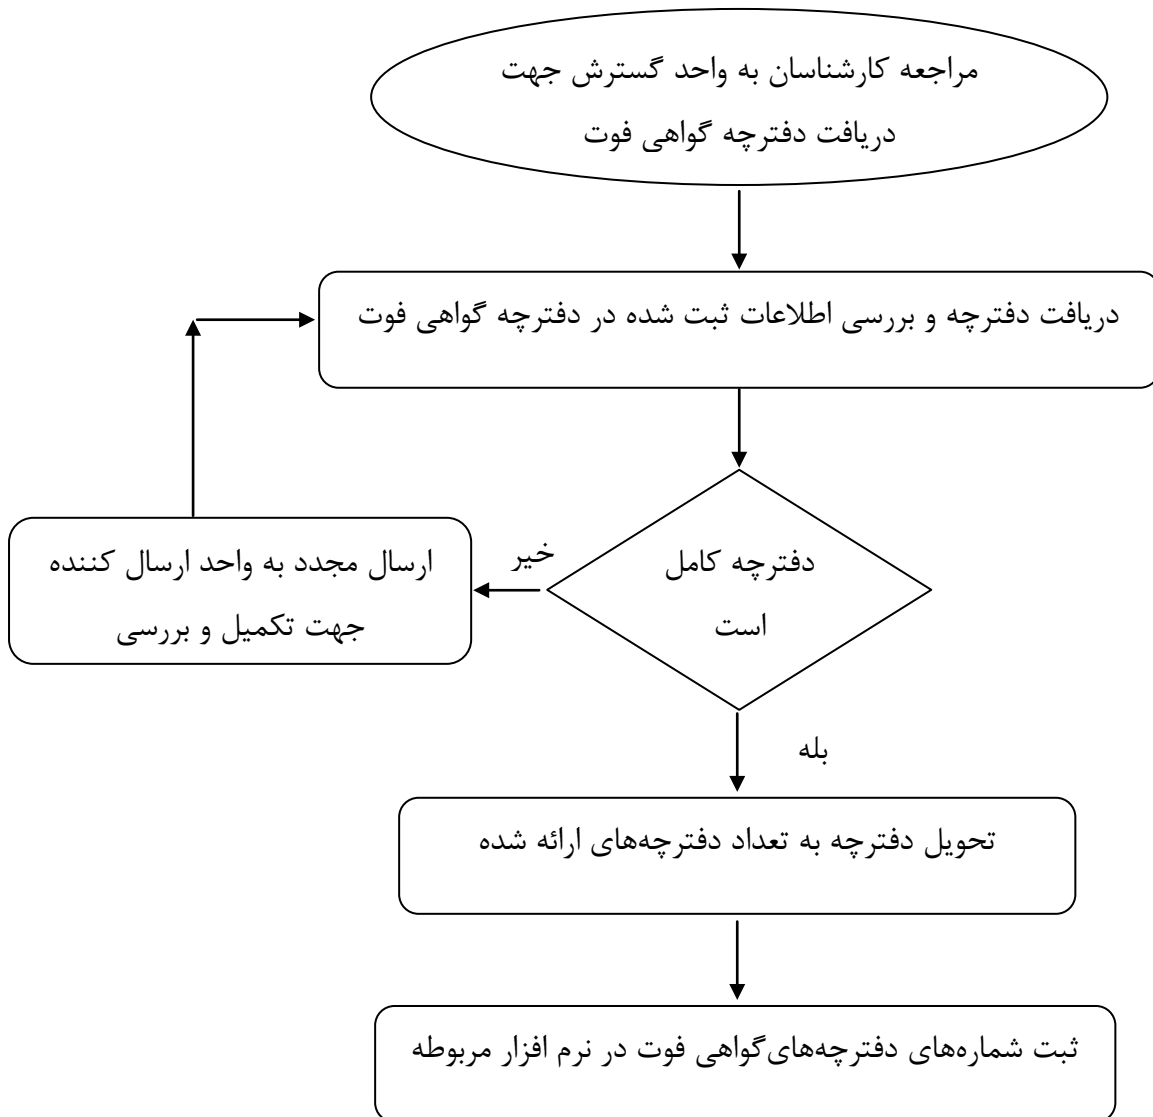 مراجعه کارشناسان به واحد گسترش جهت
دریافت دفترچه گواهی فوت
دریافت دفترچه و بررسی اطلاعات ثبت شده در دفترچه گواهی فوت
دفترچه کامل
است
خیر
ارسال مجدد به واحد ارسال کننده
جهت تکمیل و بررسی
بله
تحویل دفترچه به تعداد دفترچه‌های ارائه شده
ثبت شماره‌های دفترچه‌های‌گواهی فوت در نرم افزار مربوطه